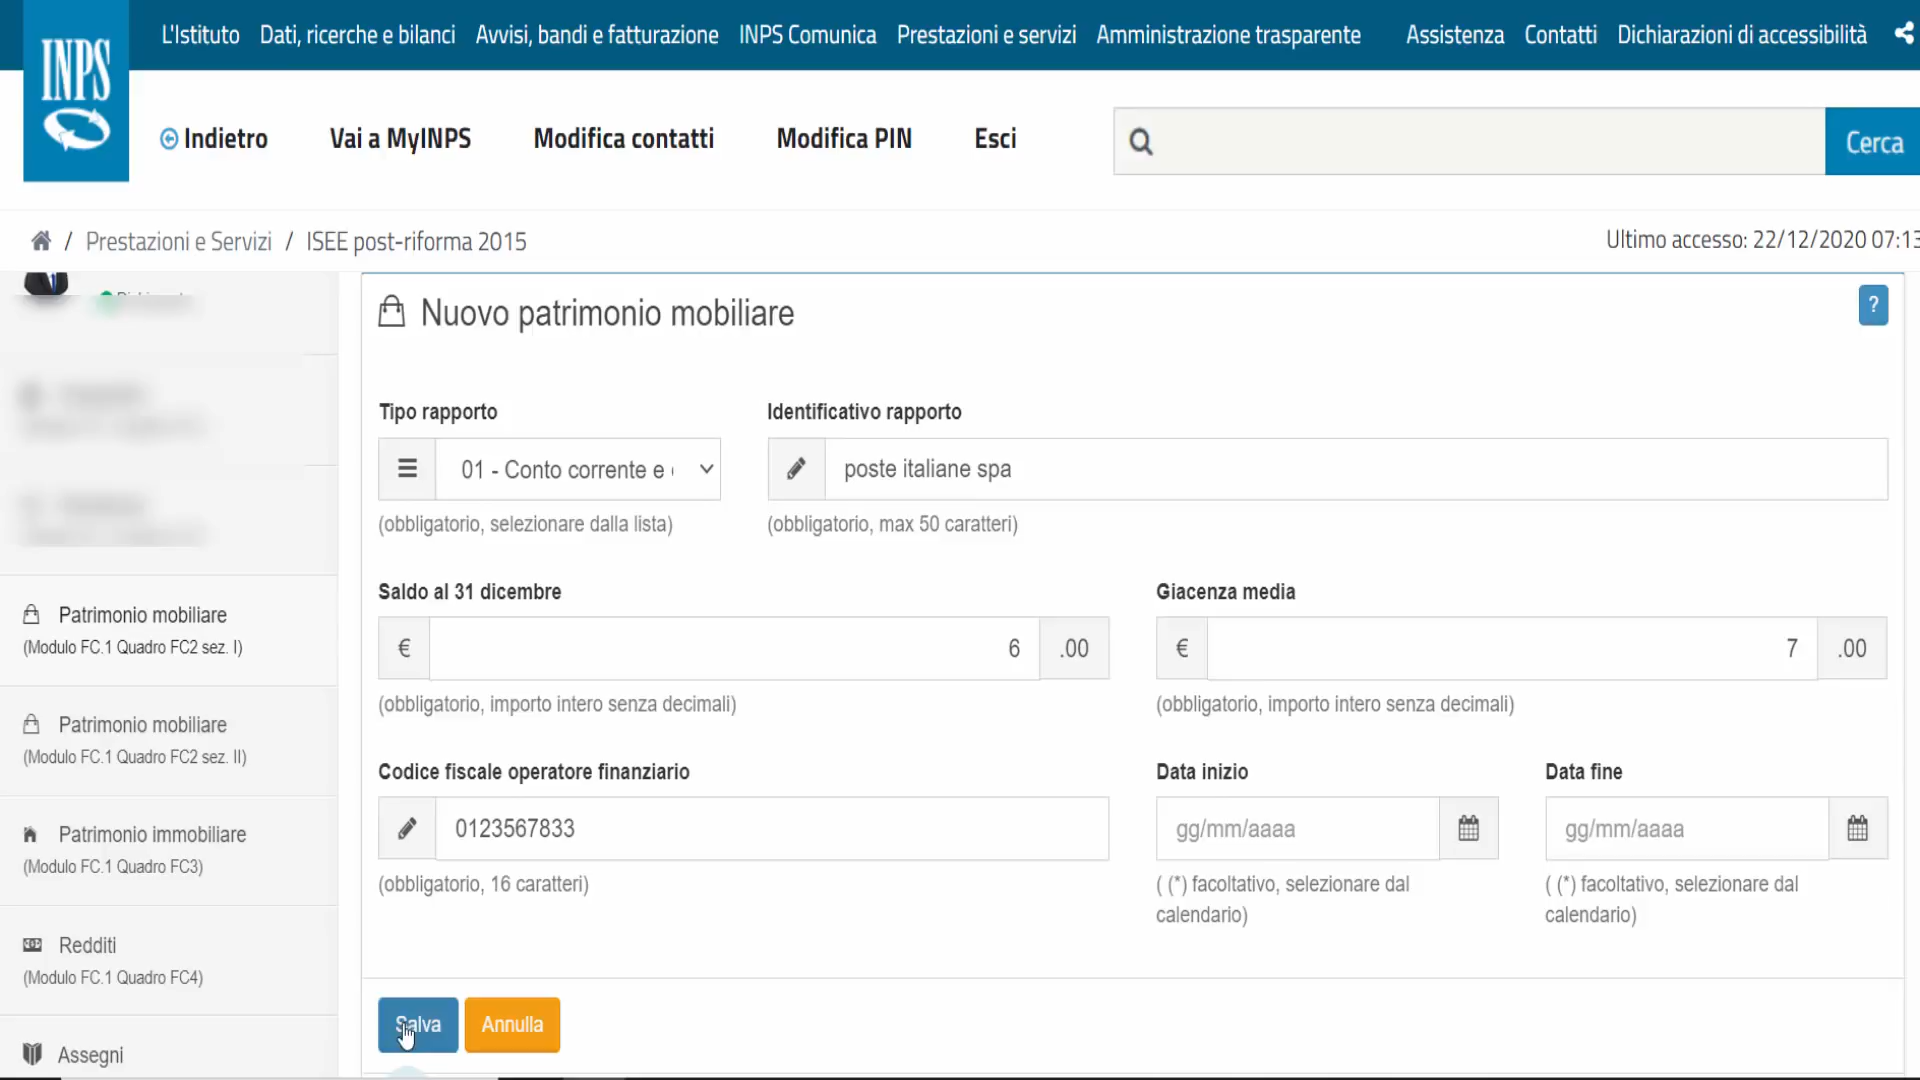 L'Istituto Dati, ricerche e bilanci Avvisi, bandi e fatturazione INPS Comunica Prestazioni e servizi Amministrazione trasparente Assistenza Contatti Dichiarazioni di accessibilità
INPS
Indietro Vai a MyINPS Modifica contatti Modifica PIN Esci Cerca
/ Prestazioni e Servizi / ISEE post-riforma 2015 Ultimo accesso: 22/12/2020 07:13
Nuovo patrimonio mobiliare ?
Tipo rapporto Identificativo rapporto
01 - Conto corrente e poste italiane spa
(obbligatorio, selezionare dalla lista) (obbligatorio, max 50 caratteri)
Saldo al 31 dicembre Giacenza media
€ 6 .00 € 7 .00
(obbligatorio, importo intero senza decimali) (obbligatorio, importo intero senza decimali)
Codice fiscale operatore finanziario Data inizio Data fine
0123567833 gg/mm/aaaa gg/mm/aaaa
(obbligatorio, 16 caratteri) ( (*) facoltativo, selezionare dal calendario) ( (*) facoltativo, selezionare dal calendario)
Salva Annulla
Patrimonio mobiliare
(Modulo FC.1 Quadro FC2 sez. I)
Patrimonio mobiliare
(Modulo FC.1 Quadro FC2 sez. II)
Patrimonio immobiliare
(Modulo FC.1 Quadro FC3)
Redditi
(Modulo FC.1 Quadro FC4)
Assegni